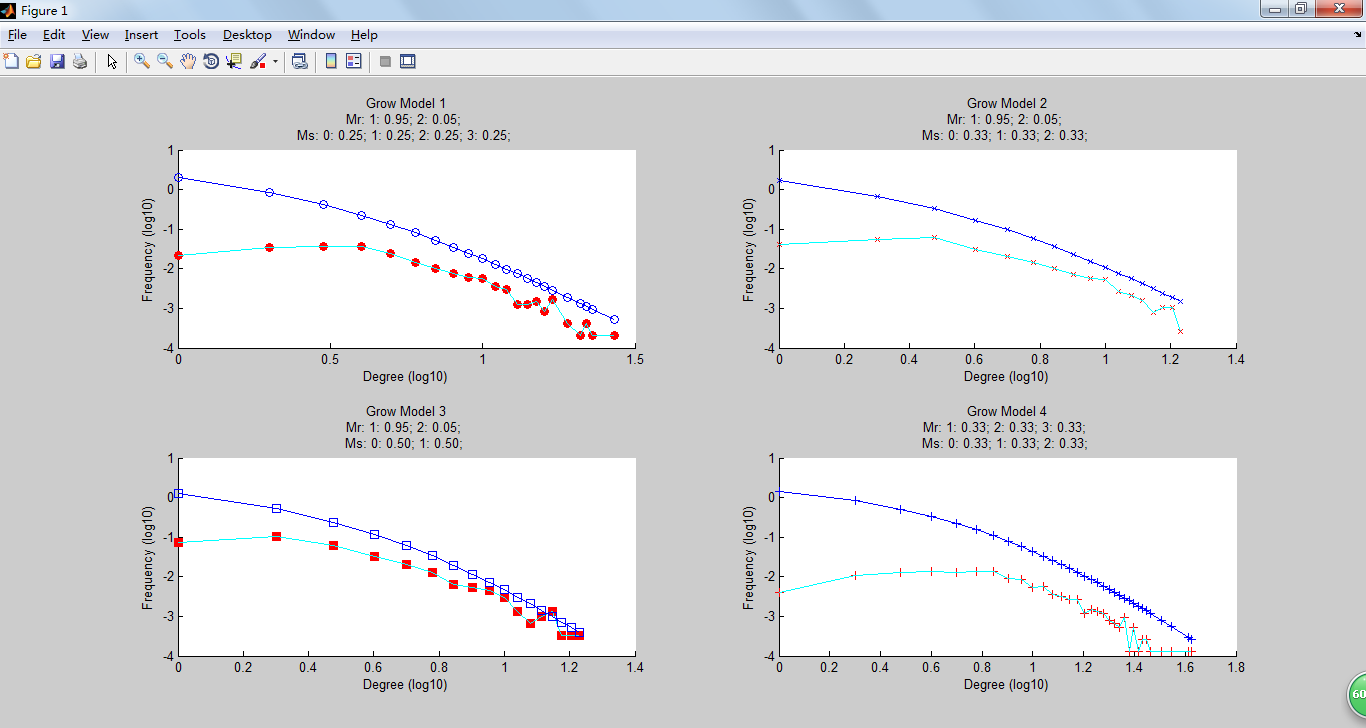 Figure 1
File Edit View Insert Tools Desktop Window Help
Grow Model 1
Mr: 1: 0.95; 2: 0.05;
Ms: 0: 0.25; 1: 0.25; 2: 0.25; 3: 0.25;
1
0
-1
-2
-3
-4
Frequency (log10)
0 0.5 1 1.5
Degree (log10)
Grow Model 2
Mr: 1: 0.95; 2: 0.05;
Ms: 0: 0.33; 1: 0.33; 2: 0.33;
1
0
-1
-2
-3
-4
Frequency (log10)
0 0.2 0.4 0.6 0.8 1 1.2 1.4
Degree (log10)
Grow Model 3
Mr: 1: 0.95; 2: 0.05;
Ms: 0: 0.50; 1: 0.50;
1
0
-1
-2
-3
-4
Frequency (log10)
0 0.2 0.4 0.6 0.8 1 1.2 1.4
Degree (log10)
Grow Model 4
Mr: 1: 0.33; 2: 0.33; 3: 0.33;
Ms: 0: 0.33; 1: 0.33; 2: 0.33;
1
0
-1
-2
-3
-4
Frequency (log10)
0 0.2 0.4 0.6 0.8 1 1.2 1.4 1.6 1.8
Degree (log10)
60